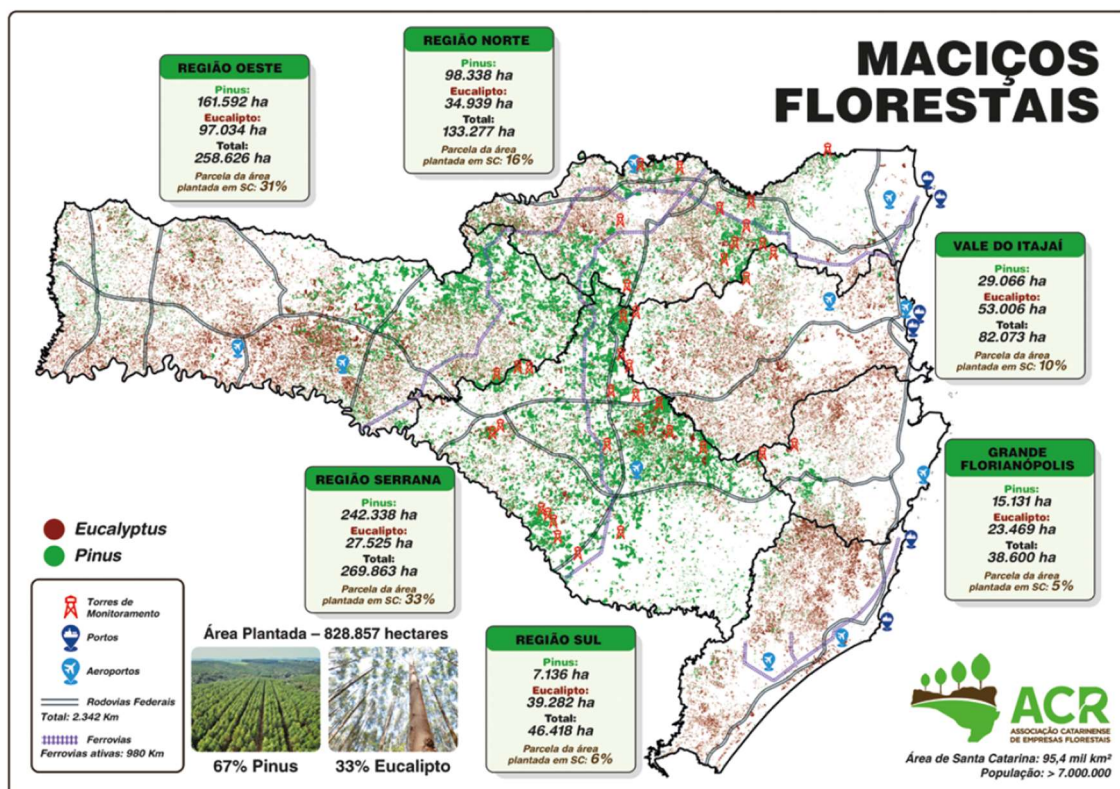 MACIÇOS
FLORESTAIS
REGIÃO OESTE
Pinus:
161.592 ha
Eucalipto:
97.034 ha
Total:
258.626 ha
Parcela da área
plantada em SC: 31%
REGIÃO NORTE
Pinus:
98.338 ha
Eucalipto:
34.939 ha
Total:
133.277 ha
Parcela da área
plantada em SC: 16%
VALE DO ITAJAÍ
Pinus:
29.066 ha
Eucalipto:
53.006 ha
Total:
82.073 ha
Parcela da área
plantada em SC: 10%
GRANDE
FLORIANÓPOLIS
Pinus:
15.131 ha
Eucalipto:
23.469 ha
Total:
38.600 ha
Parcela da área
plantada em SC: 5%
REGIÃO SERRANA
Pinus:
242.338 ha
Eucalipto:
27.525 ha
Total:
269.863 ha
Parcela da área
plantada em SC: 33%
REGIÃO SUL
Pinus:
7.136 ha
Eucalipto:
39.282 ha
Total:
46.418 ha
Parcela da área
plantada em SC: 6%
Eucalyptus
Pinus
Torres de
Monitoramento
Portos
Aeroportos
Rodovias Federais
Total: 2.342 Km
Ferrovias
Ferrovias ativas: 980 Km
Área Plantada – 828.857 hectares
67% Pinus
33% Eucalipto
ACR
ASSOCIAÇÃO CATARINENSE
DE EMPRESAS FLORESTAIS
Área de Santa Catarina: 95,4 mil km²
População: > 7.000.000